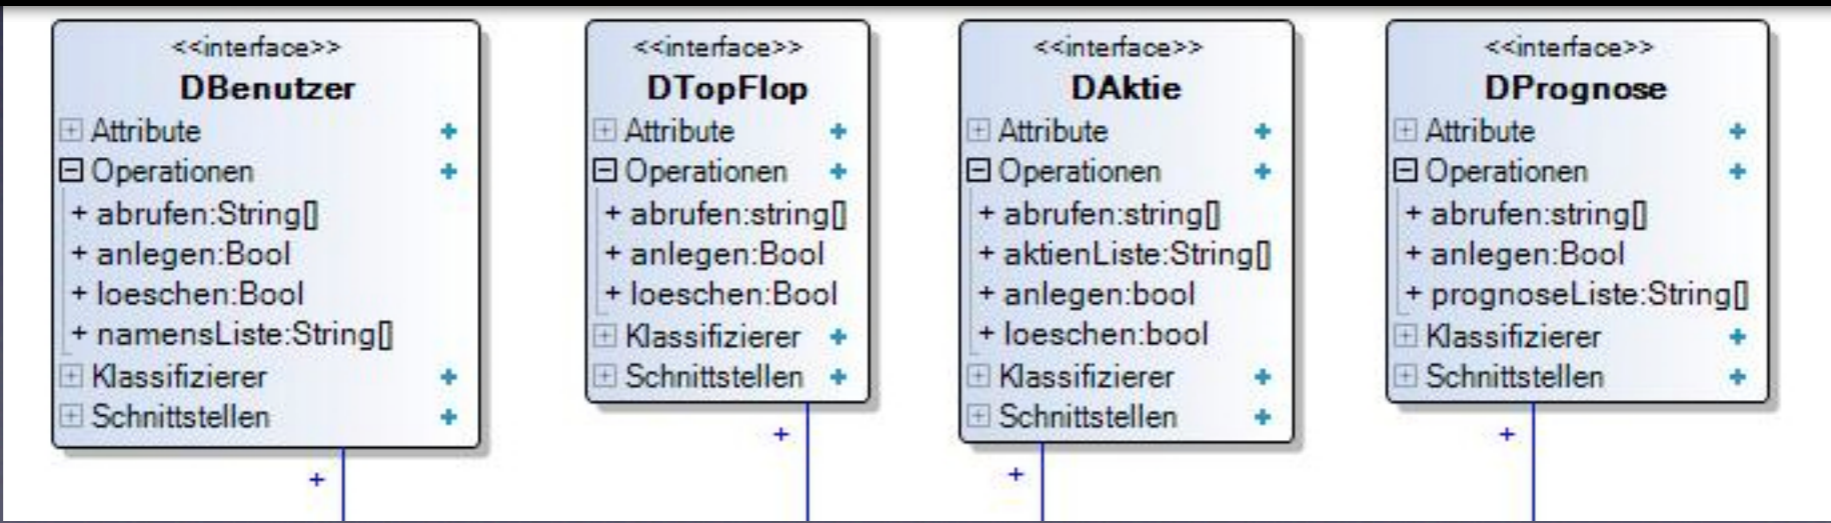 <<interface>>
DBenutzer
Attribute +
Operationen +
+ abrufen:String[]
+ anlegen:Bool
+ loeschen:Bool
+ namensListe:String[]
Klassifizierer +
Schnittstellen +
+
<<interface>>
DTopFlop
Attribute +
Operationen +
+ abrufen:string[]
+ anlegen:Bool
+ loeschen:Bool
Klassifizierer +
Schnittstellen +
+
<<interface>>
DAktie
Attribute +
Operationen +
+ abrufen:string[]
+ aktienListe:String[]
+ anlegen:bool
+ loeschen:bool
Klassifizierer +
Schnittstellen +
+
<<interface>>
DPrognose
Attribute +
Operationen +
+ abrufen:string[]
+ anlegen:Bool
+ prognoseListe:String[]
Klassifizierer +
Schnittstellen +
+